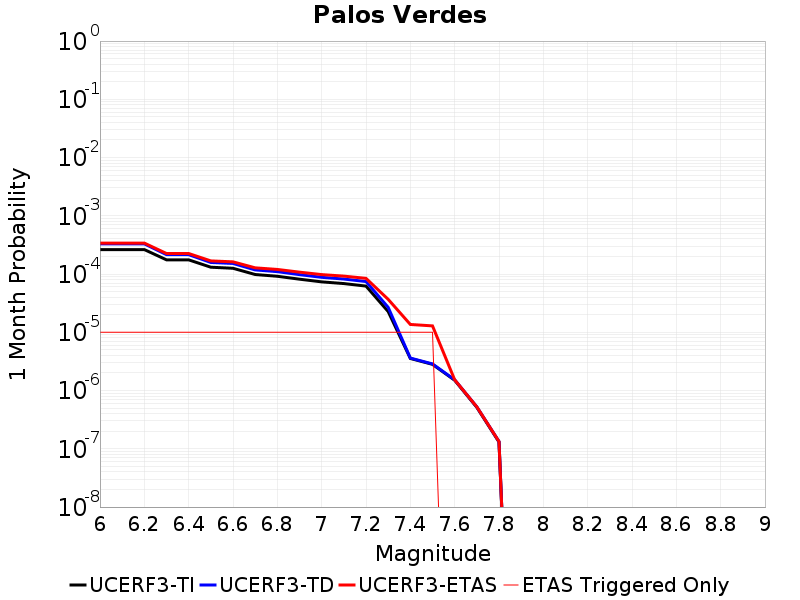 Palos Verdes
1 Month Probability
10^0
10^-1
10^-2
10^-3
10^-4
10^-5
10^-6
10^-7
10^-8
6 6.2 6.4 6.6 6.8 7 7.2 7.4 7.6 7.8 8 8.2 8.4 8.6 8.8 9
Magnitude
UCERF3-TI UCERF3-TD UCERF3-ETAS ETAS Triggered Only